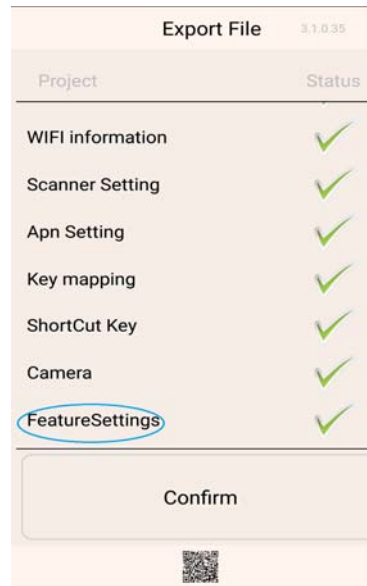 Export File 3.1.0.35
Project Status
WIFI information
Scanner Setting
Apn Setting
Key mapping
ShortCut Key
Camera
FeatureSettings
Confirm